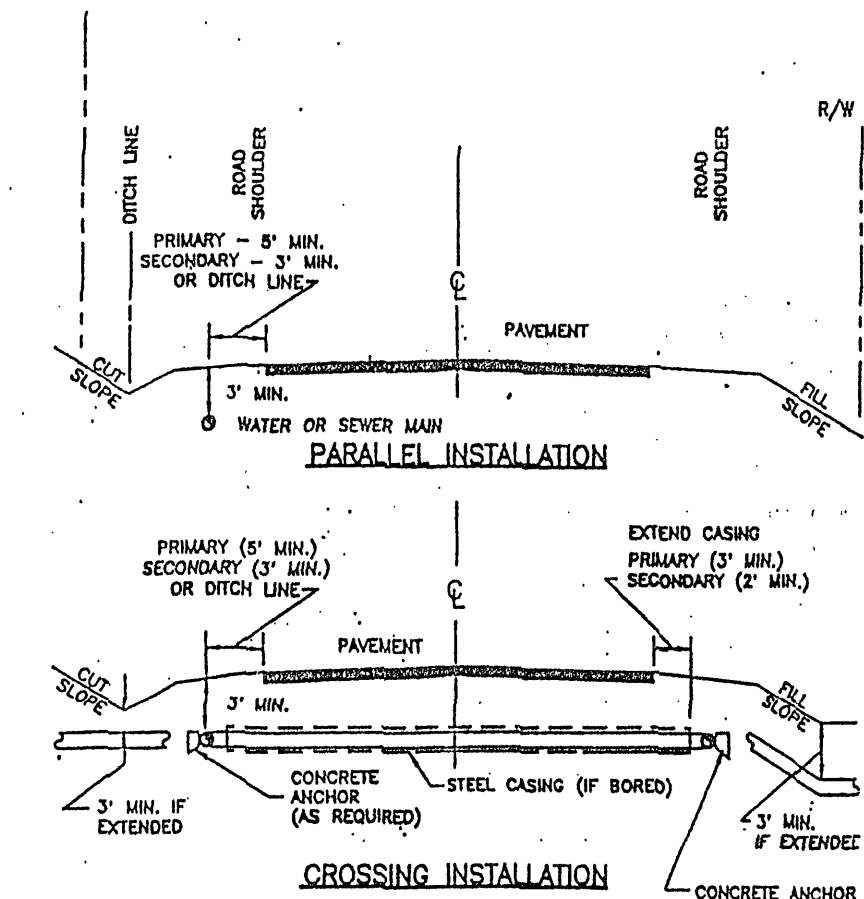 R/W
DITCH LINE
ROAD
SHOULDER
ROAD
SHOULDER
PRIMARY - 5' MIN.
SECONDARY - 3' MIN.
OR DITCH LINE
℄
PAVEMENT
CUT
SLOPE
3' MIN.
WATER OR SEWER MAIN
FILL
SLOPE
PARALLEL INSTALLATION
PRIMARY (5' MIN.)
SECONDARY (3' MIN.)
OR DITCH LINE
EXTEND CASING
PRIMARY (3' MIN.)
SECONDARY (2' MIN.)
℄
PAVEMENT
CUT
SLOPE
3' MIN.
FILL
SLOPE
3' MIN. IF
EXTENDED
CONCRETE
ANCHOR
(AS REQUIRED)
STEEL CASING (IF BORED)
3' MIN.
IF EXTENDED
CROSSING INSTALLATION
CONCRETE ANCHOR